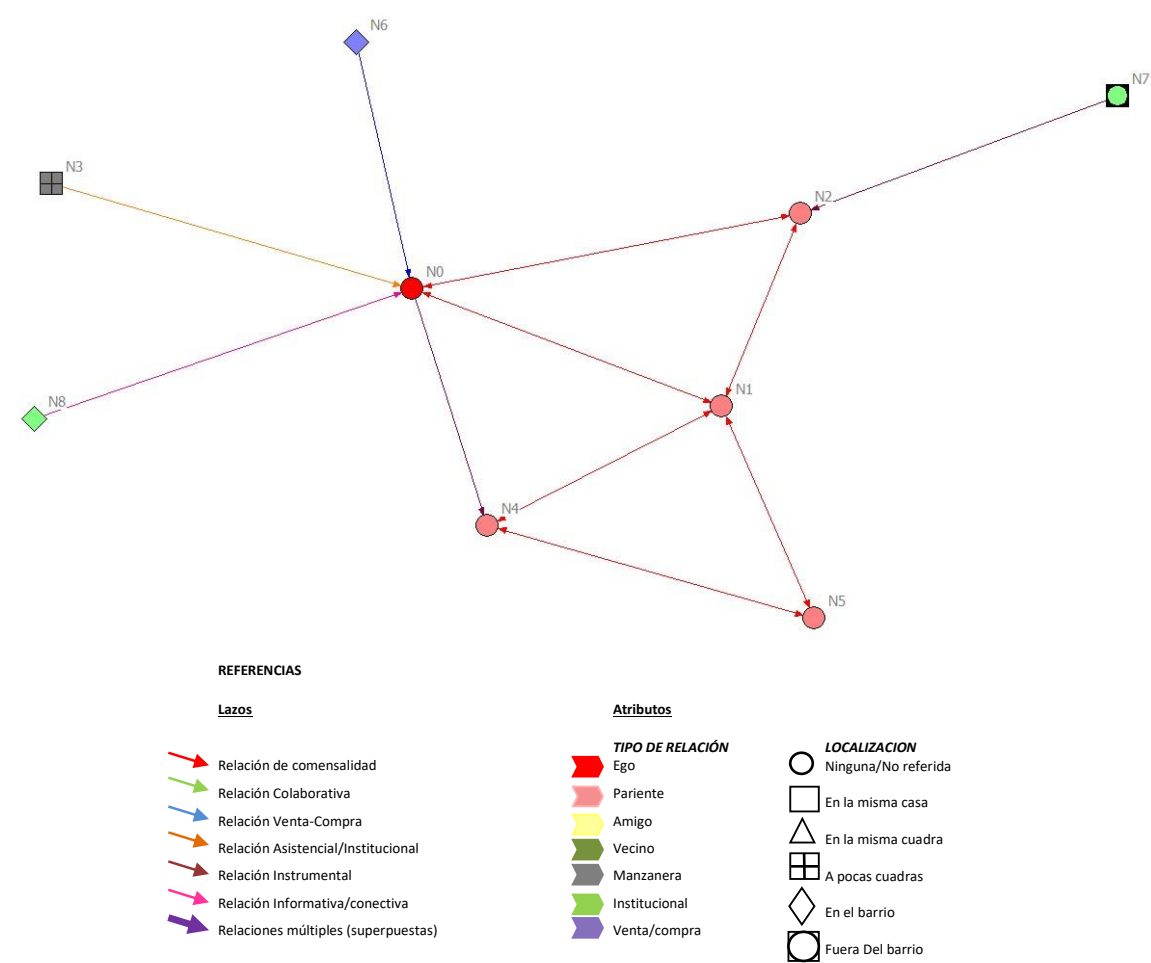 N6
N7
N3
N2
N0
N1
N8
N4
N5
REFERENCIAS
Lazos
Atributos
TIPO DE RELACIÓN
LOCALIZACION
Relación de comensalidad
Ego
Ninguna/No referida
Relación Colaborativa
Pariente
En la misma casa
Relación Venta-Compra
Amigo
En la misma cuadra
Relación Asistencial/Institucional
Vecino
Relación Instrumental
Manzanera
A pocas cuadras
Relación Informativa/conectiva
Institucional
En el barrio
Relaciones múltiples (superpuestas)
Venta/compra
Fuera Del barrio